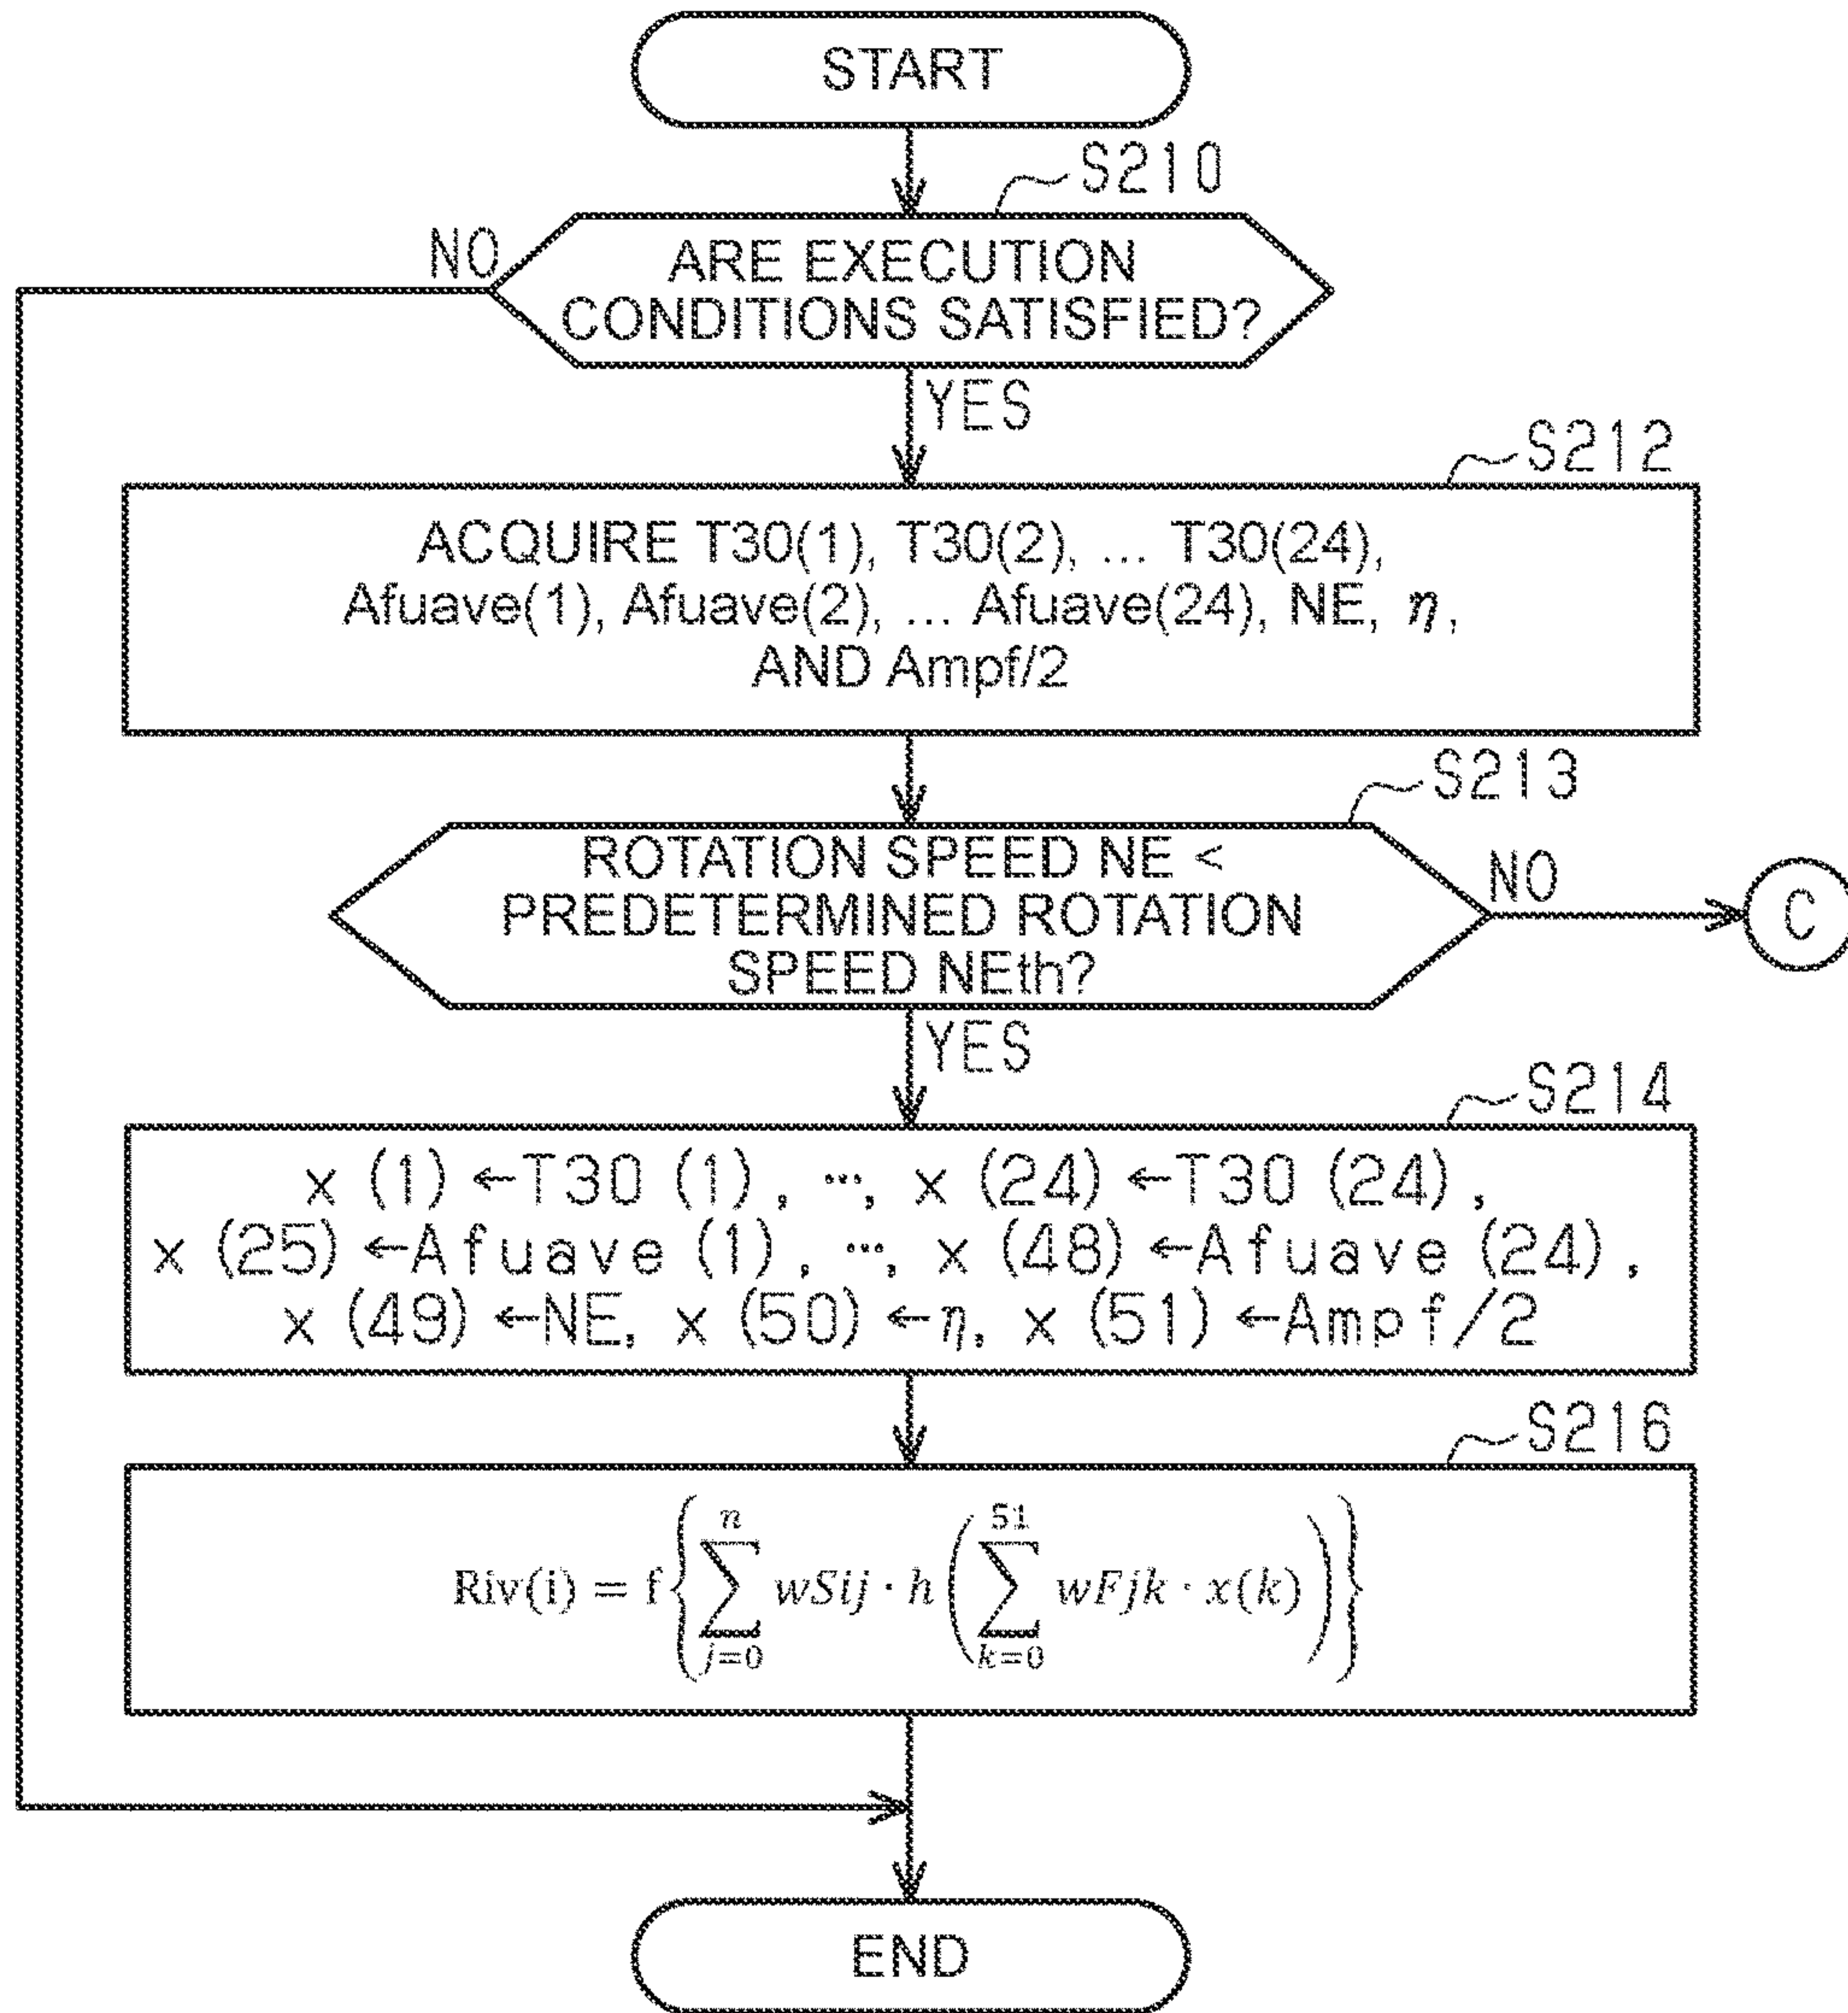 START
S210
NO
ARE EXECUTION
CONDITIONS SATISFIED?
YES
S212
ACQUIRE T30(1), T30(2), ... T30(24),
Afuave(1), Afuave(2), ... Afuave(24), NE, η,
AND Ampf/2
S213
ROTATION SPEED NE <
PREDETERMINED ROTATION
SPEED NEth?
NO
C
YES
S214
x (1) ←T30 (1), …, x (24) ←T30 (24),
x (25) ←Afuave (1), …, x (48) ←Afuave (24),
x (49) ←NE, x (50) ←η, x (51) ←Ampf/2
S216
Riv(i) = f{∑_{j=0}^{n} wSij · h(∑_{k=0}^{51} wFjk · x(k))}
END